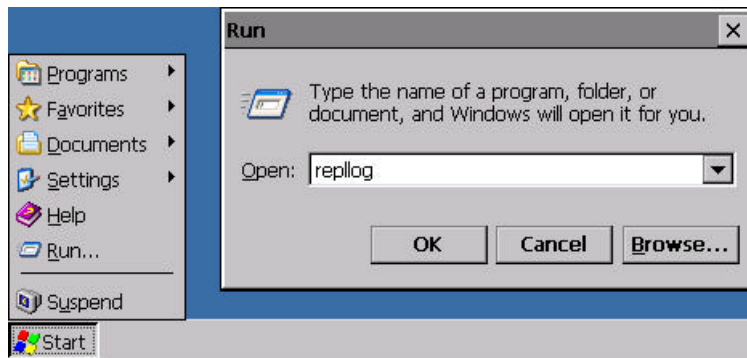 Run
Type the name of a program, folder, or
document, and Windows will open it for you.
Open: repllog
OK Cancel Browse...
Programs
Favorites
Documents
Settings
Help
Run...
Suspend
Start